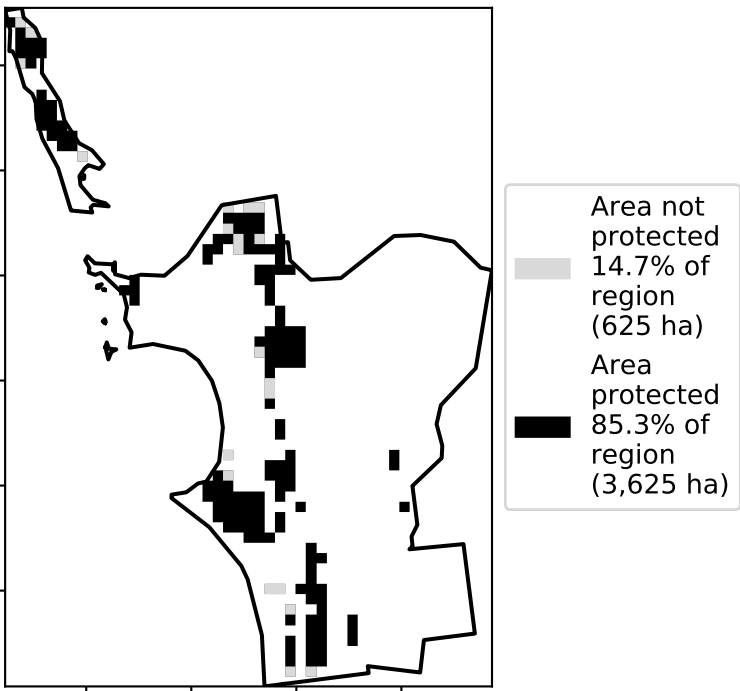 Area not
protected
14.7% of
region
(625 ha)
Area
protected
85.3% of
region
(3,625 ha)